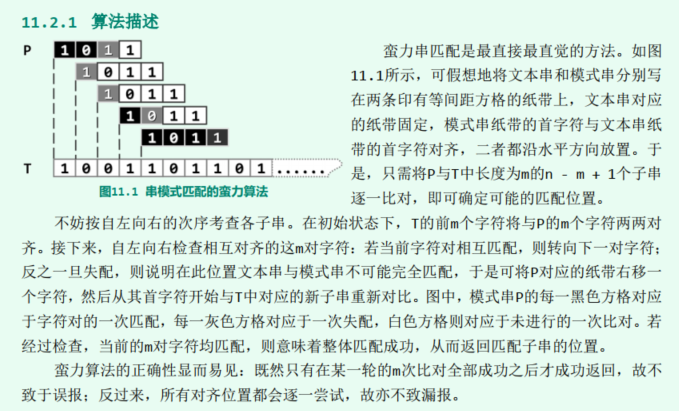 11.2.1 算法描述
P 1 0 1 1
1 0 1 1
1 0 1 1
1 0 1 1
1 0 1 1
T 1 0 0 1 1 0 1 1 0 1 ......
图11.1 串模式匹配的蛮力算法
蛮力串匹配是最直接最直觉的方法。如图
11.1所示，可假想地将文本串和模式串分别写
在两条印有等间距方格的纸带上，文本串对应
的纸带固定，模式串纸带的首字符与文本串纸
带的首字符对齐，二者都沿水平方向放置。于
是，只需将P与T中长度为m的n - m + 1个子串
逐一比对，即可确定可能的匹配位置。
不妨按自左向右的次序考查各子串。在初始状态下，T的前m个字符将与P的m个字符两两对
齐。接下来，自左向右检查相互对齐的这m对字符：若当前字符对相互匹配，则转向下一对字符；
反之一旦失配，则说明在此位置文本串与模式串不可能完全匹配，于是可将P对应的纸带右移一
个字符，然后从其首字符开始与T中对应的新子串重新对比。图中，模式串P的每一黑色方格对应
于字符对的一次匹配，每一灰色方格对应于一次失配，白色方格则对应于未进行的一次比对。若
经过检查，当前的m对字符均匹配，则意味着整体匹配成功，从而返回匹配子串的位置。
蛮力算法的正确性显而易见：既然只有在某一轮的m次比对全部成功之后才成功返回，故不
致于误报；反过来，所有对齐位置都会逐一尝试，故亦不致漏报。